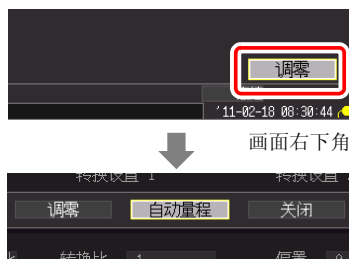 调零
'11-02-18 08:30:44
画面右下角
转换设置 1 转换设置
调零 自动量程 关闭
转换比 1 偏置